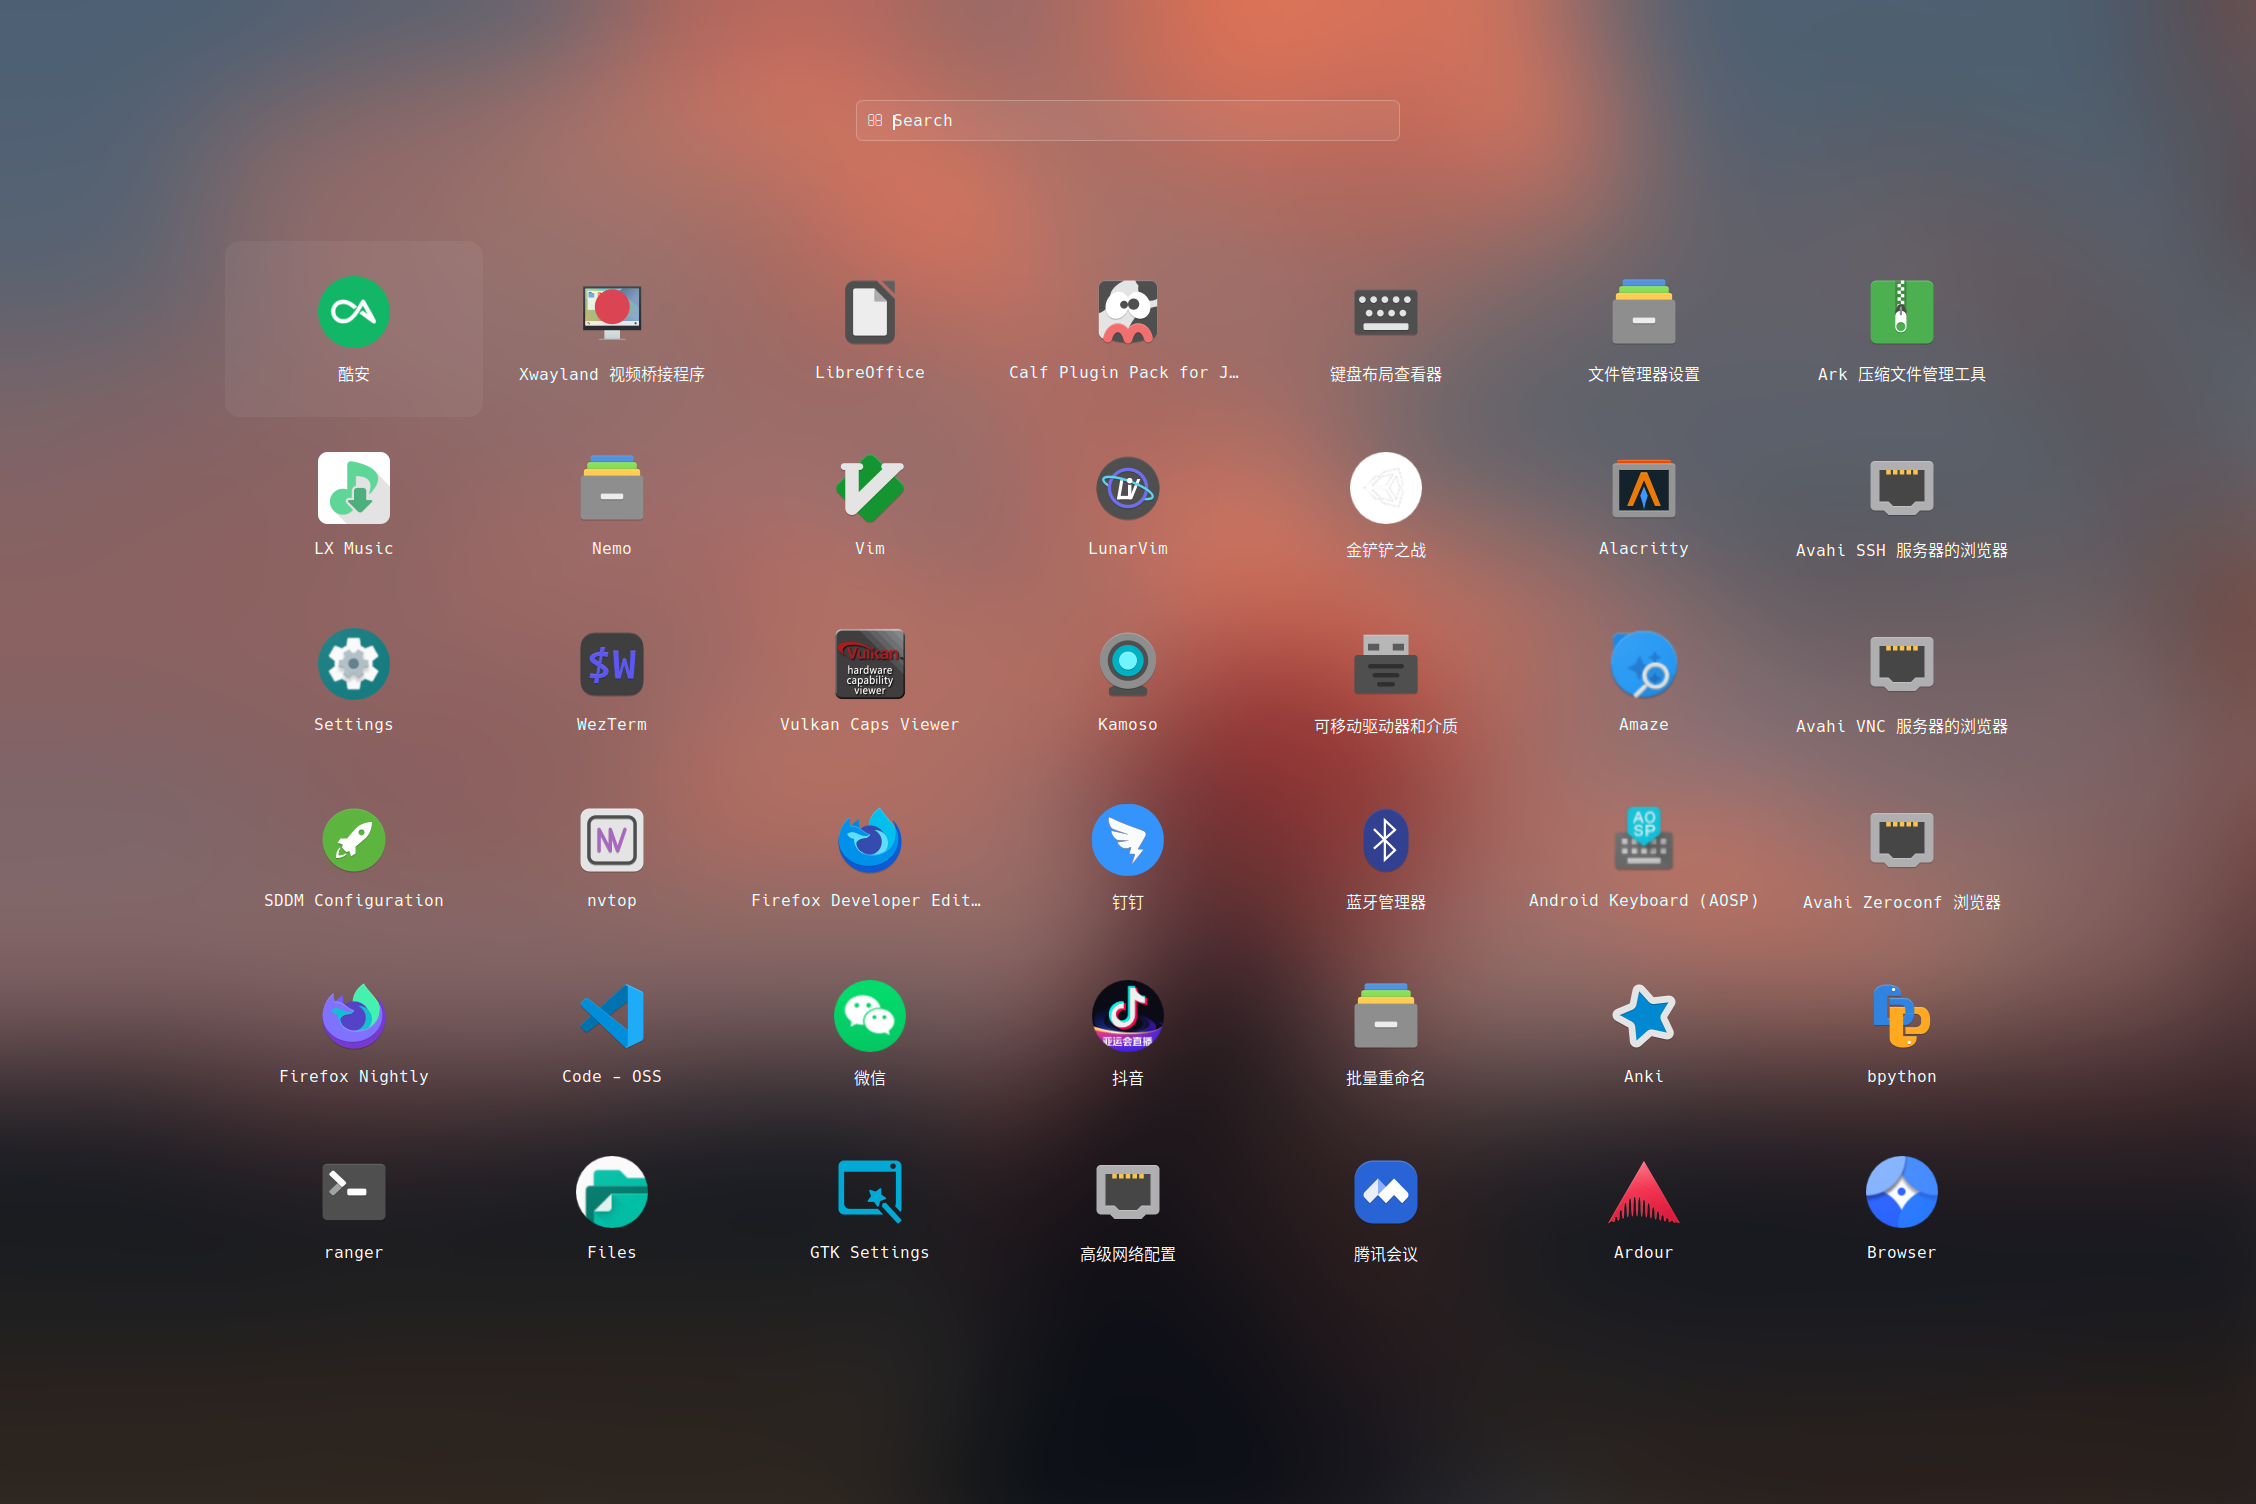 Search
酷安
Xwayland 视频桥接程序
LibreOffice
Calf Plugin Pack for J…
键盘布局查看器
文件管理器设置
Ark 压缩文件管理工具
LX Music
Nemo
Vim
LV
LunarVim
金铲铲之战
Alacritty
Avahi SSH 服务器的浏览器
Settings
$W
WezTerm
Vulkan
hardware
capability
viewer
Vulkan Caps Viewer
Kamoso
可移动驱动器和介质
Amaze
Avahi VNC 服务器的浏览器
SDDM Configuration
NV
nvtop
Firefox Developer Edit…
钉钉
蓝牙管理器
AO
SP
Android Keyboard (AOSP)
Avahi Zeroconf 浏览器
Firefox Nightly
Code - OSS
微信
亚运会直播
抖音
批量重命名
Anki
bpython
ranger
Files
GTK Settings
高级网络配置
腾讯会议
Ardour
Browser